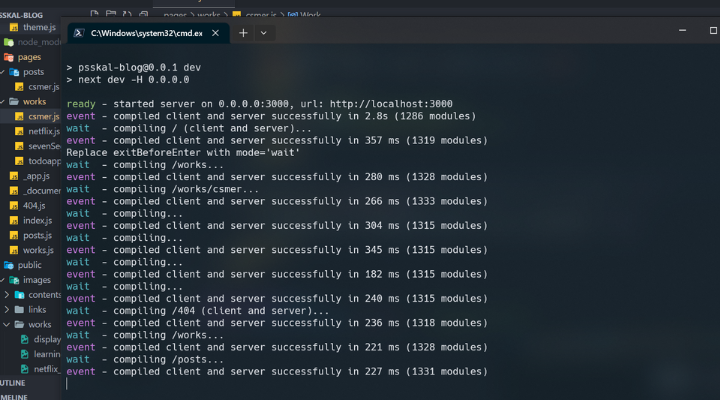 PSSKAL-BLOG
pages > works > csmer.js > Work
theme.js
node_mod
pages
posts
csmer.js
works
csmer.js
netflix.js
sevenSe
todoapp
_app.js
_documen
404.js
index.js
posts.js
works.js
public
images
contents
links
works
display
learnin
netflix_
OUTLINE
TIMELINE
C:\Windows\system32\cmd.ex
> psskal-blog@0.0.1 dev
> next dev -H 0.0.0.0
ready - started server on 0.0.0.0:3000, url: http://localhost:3000
event - compiled client and server successfully in 2.8s (1286 modules)
wait - compiling / (client and server)...
event - compiled client and server successfully in 357 ms (1319 modules)
Replace exitBeforeEnter with mode='wait'
wait - compiling /works...
event - compiled client and server successfully in 280 ms (1328 modules)
wait - compiling /works/csmer...
event - compiled client and server successfully in 266 ms (1333 modules)
wait - compiling...
event - compiled client and server successfully in 304 ms (1315 modules)
wait - compiling...
event - compiled client and server successfully in 345 ms (1315 modules)
wait - compiling...
event - compiled client and server successfully in 182 ms (1315 modules)
wait - compiling...
event - compiled client and server successfully in 240 ms (1315 modules)
wait - compiling /404 (client and server)...
event - compiled client and server successfully in 236 ms (1318 modules)
wait - compiling /works...
event - compiled client and server successfully in 221 ms (1328 modules)
wait - compiling /posts...
event - compiled client and server successfully in 227 ms (1331 modules)